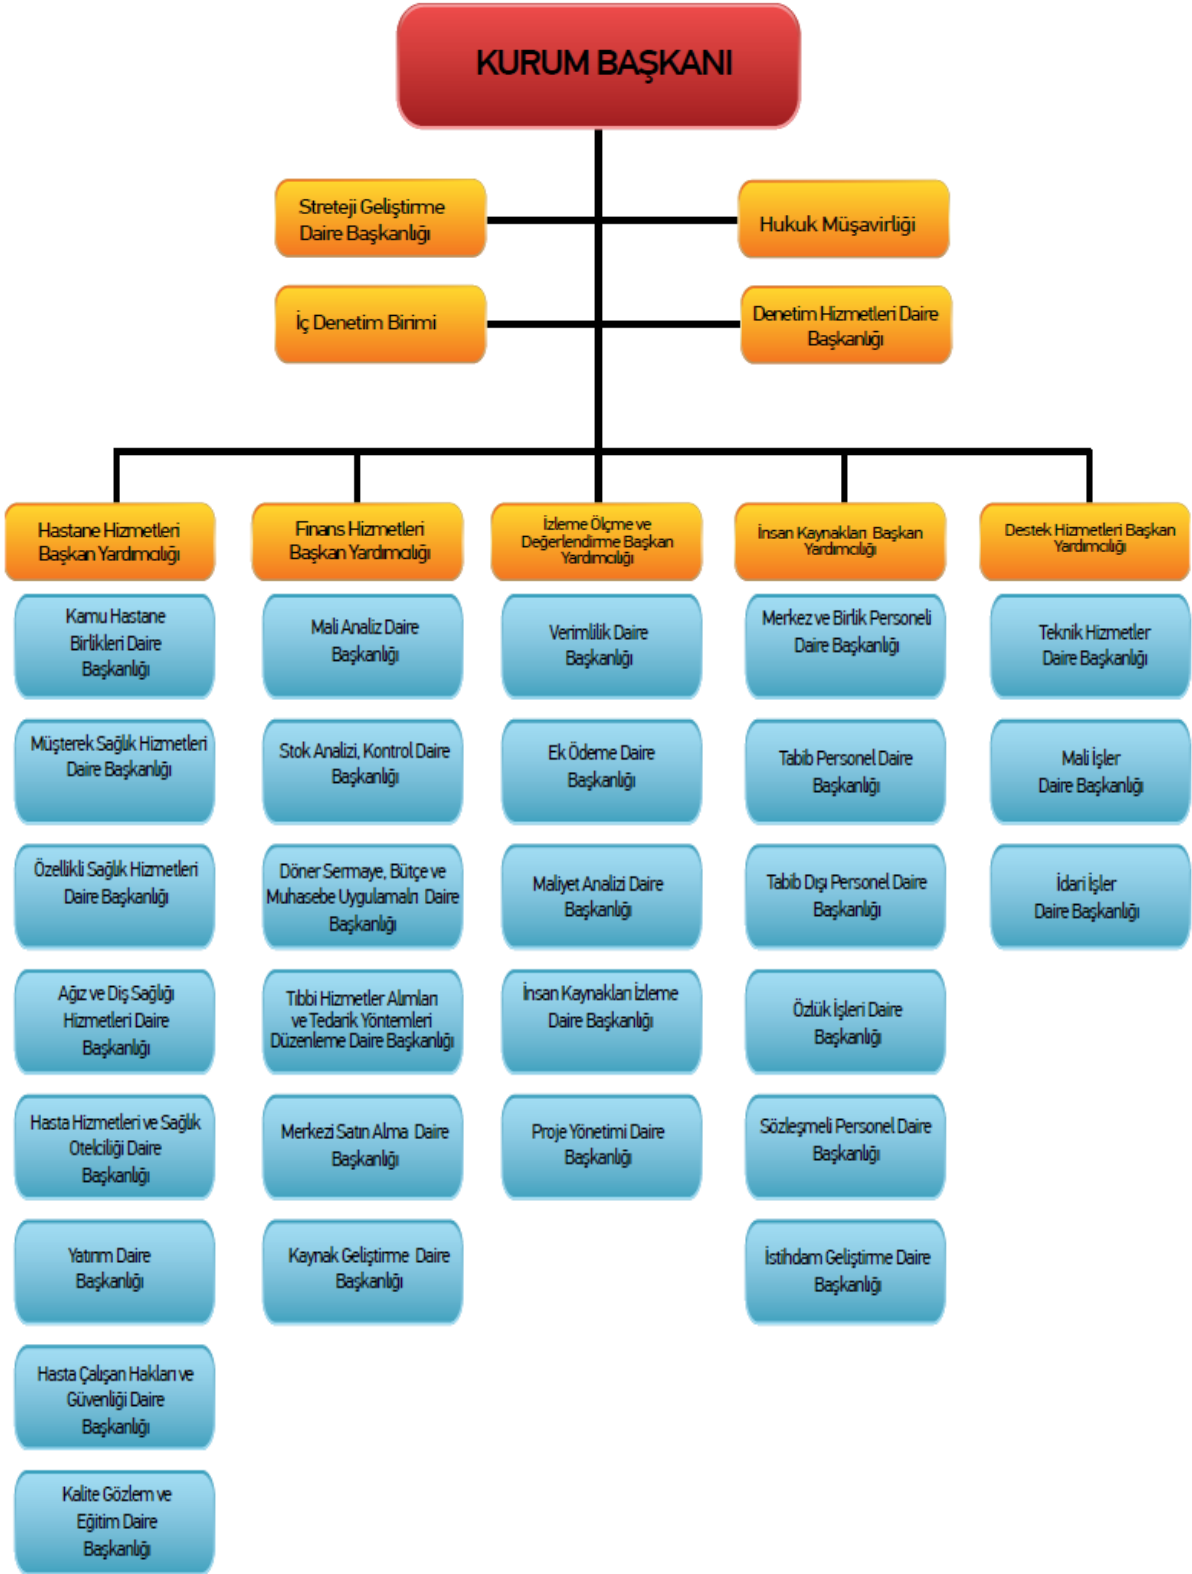 KURUM BAŞKANI
Streteji Geliştirme
Daire Başkanlığı
Hukuk Müşavirliği
İç Denetim Birimi
Denetim Hizmetleri Daire
Başkanlığı
Hastane Hizmetleri
Başkan Yardımcılığı
Finans Hizmetleri
Başkan Yardımcılığı
İzleme Ölçme ve
Değerlendirme Başkan
Yardımcılığı
İnsan Kaynakları Başkan
Yardımcılığı
Destek Hizmetleri Başkan
Yardımcılığı
Kamu Hastane
Birlikleri Daire
Başkanlığı
Mali Analiz Daire
Başkanlığı
Verimlilik Daire
Başkanlığı
Merkez ve Birlik Personeli
Daire Başkanlığı
Teknik Hizmetler
Daire Başkanlığı
Müşterek Sağlık Hizmetleri
Daire Başkanlığı
Stok Analizi, Kontrol Daire
Başkanlığı
Ek Ödeme Daire
Başkanlığı
Tabib Personel Daire
Başkanlığı
Mali İşler
Daire Başkanlığı
Özellikli Sağlık Hizmetleri
Daire Başkanlığı
Döner Sermaye, Bütçe ve
Muhasebe Uygulamalrı Daire
Başkanlığı
Maliyet Analizi Daire
Başkanlığı
Tabib Dışı Personel Daire
Başkanlığı
İdari İşler
Daire Başkanlığı
Ağız ve Diş Sağlığı
Hizmetleri Daire
Başkanlığı
Tıbbi Hizmetler Alımları
ve Tedarik Yöntemleri
Düzenleme Daire Başkanlığı
İnsan Kaynakları İzleme
Daire Başkanlığı
Özlük İşleri Daire
Başkanlığı
Hasta Hizmetleri ve Sağlık
Otelciliği Daire
Başkanlığı
Merkezi Satın Alma Daire
Başkanlığı
Proje Yönetimi Daire
Başkanlığı
Sözleşmeli Personel Daire
Başkanlığı
Yatırım Daire
Başkanlığı
Kaynak Geliştirme Daire
Başkanlığı
İstihdam Geliştirme Daire
Başkanlığı
Hasta Çalışan Hakları ve
Güvenliği Daire
Başkanlığı
Kalite Gözlem ve
Eğitim Daire
Başkanlığı